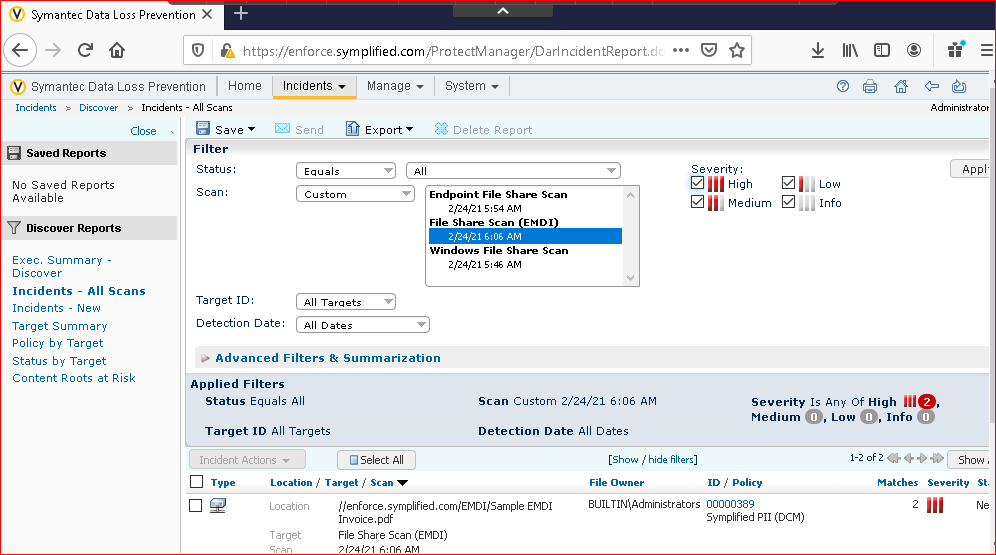 Symantec Data Loss Prevention
https://enforce.symplified.com/ProtectManager/DarIncidentReport.do
Symantec Data Loss Prevention Home Incidents Manage System
Incidents > Discover > Incidents - All Scans Administrator
Close Save Send Export Delete Report
Saved Reports
No Saved Reports
Available
Discover Reports
Exec. Summary -
Discover
Incidents - All Scans
Incidents - New
Target Summary
Policy by Target
Status by Target
Content Roots at Risk
Filter
Status: Equals All
Scan: Custom
Endpoint File Share Scan
2/24/21 5:54 AM
File Share Scan (EMDI)
2/24/21 6:06 AM
Windows File Share Scan
2/24/21 5:46 AM
Severity:
High Low
Medium Info
Apply
Target ID: All Targets
Detection Date: All Dates
Advanced Filters & Summarization
Applied Filters
Status Equals All Scan Custom 2/24/21 6:06 AM Severity Is Any Of High 2,
Medium 0, Low 0, Info 0
Target ID All Targets Detection Date All Dates
Incident Actions Select All [Show / hide filters] 1-2 of 2 Show A
Type Location / Target / Scan File Owner ID / Policy Matches Severity Sta
Location //enforce.symplified.com/EMDI/Sample EMDI BUILTIN\Administrators 00000389 2 Ne
Invoice.pdf Symplified PII (DCM)
Target File Share Scan (EMDI)
Scan 2/24/21 6:06 AM